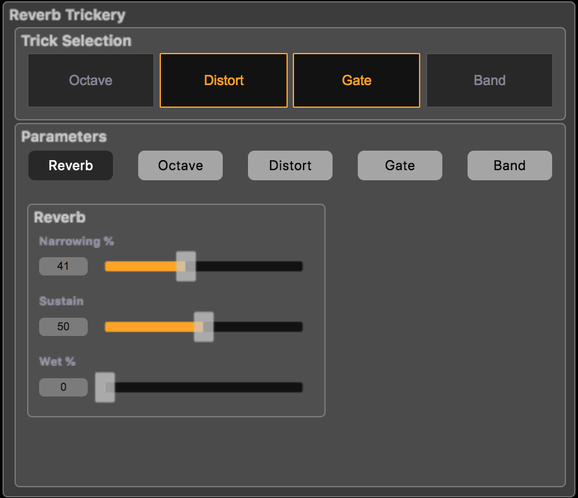 Reverb Trickery
Trick Selection
Octave Distort Gate Band
Parameters
Reverb Octave Distort Gate Band
Reverb
Narrowing %
41
Sustain
50
Wet %
0